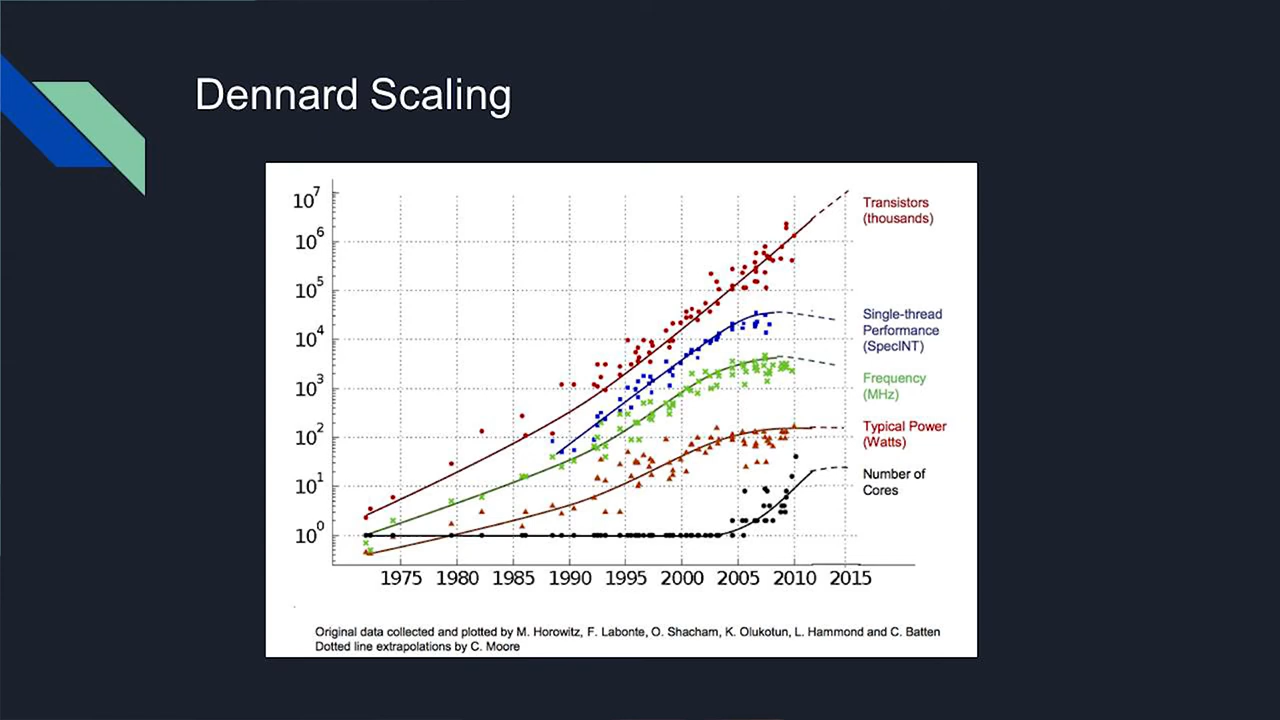 Dennard Scaling
10^7
10^6
10^5
10^4
10^3
10^2
10^1
10^0
1975 1980 1985 1990 1995 2000 2005 2010 2015
Transistors
(thousands)
Single-thread
Performance
(SpecINT)
Frequency
(MHz)
Typical Power
(Watts)
Number of
Cores
Original data collected and plotted by M. Horowitz, F. Labonte, O. Shacham, K. Olukotun, L. Hammond and C. Batten
Dotted line extrapolations by C. Moore